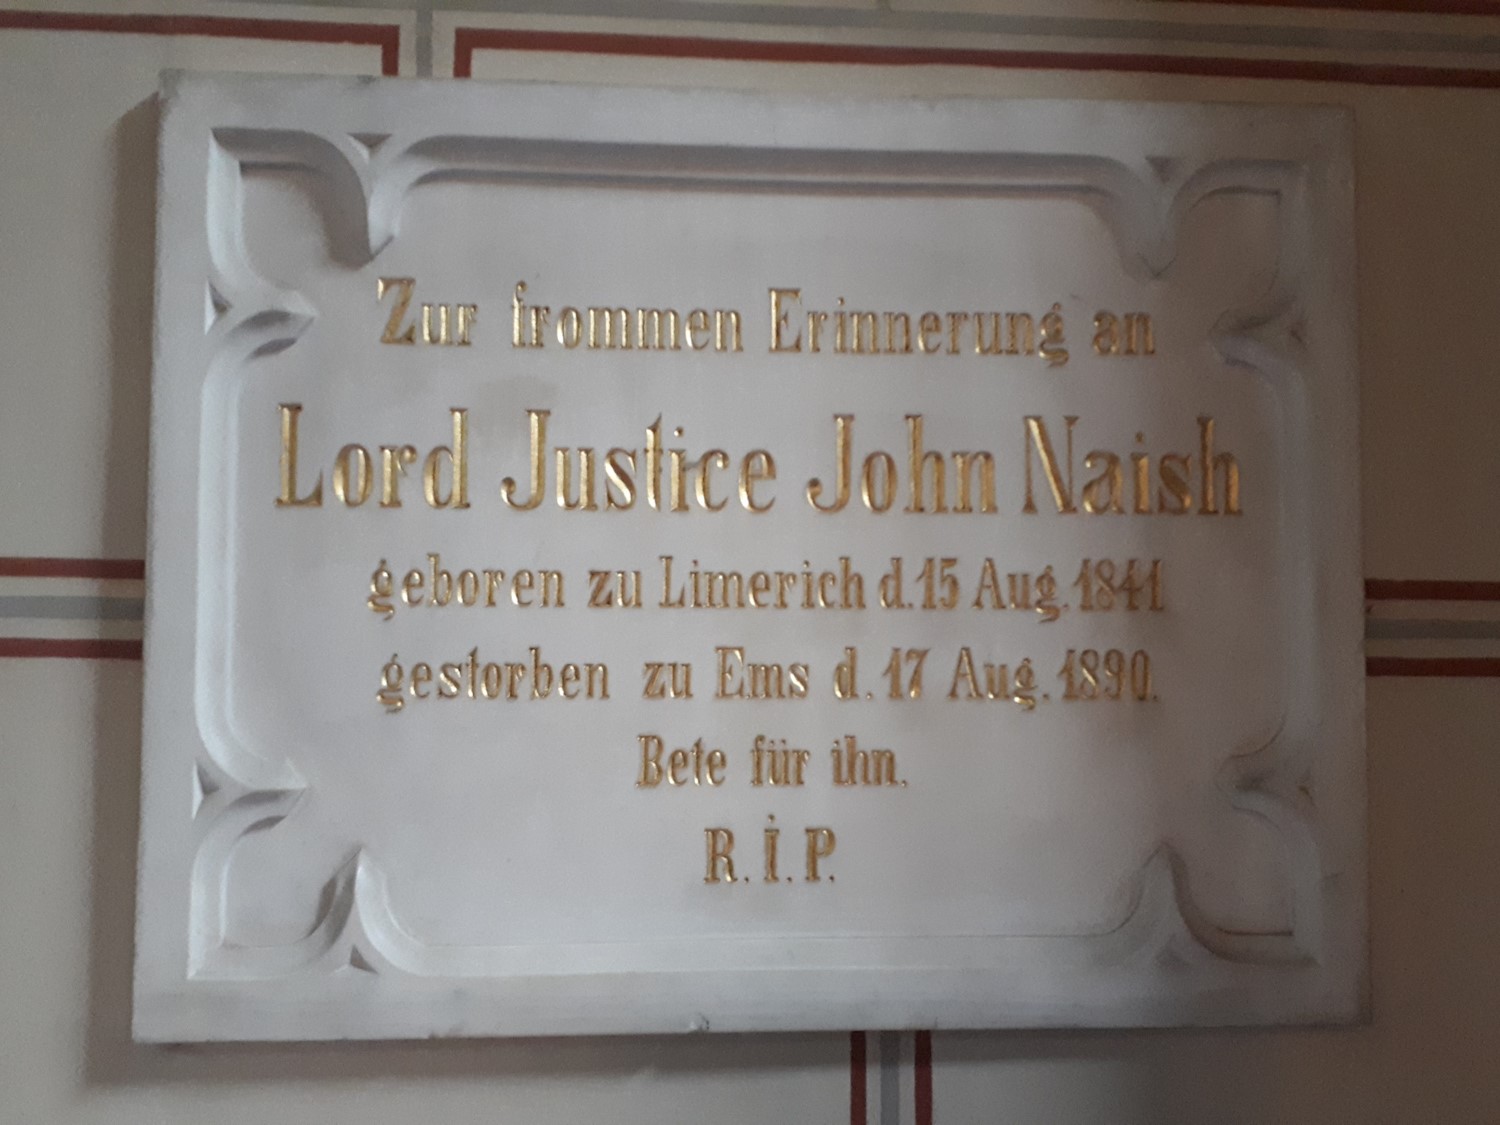 Zur frommen Erinnerung an
Lord Justice John Naish
geboren zu Limerich d. 15 Aug. 1841
gestorben zu Ems d. 17 Aug. 1890.
Bete für ihn.
R. I. P.